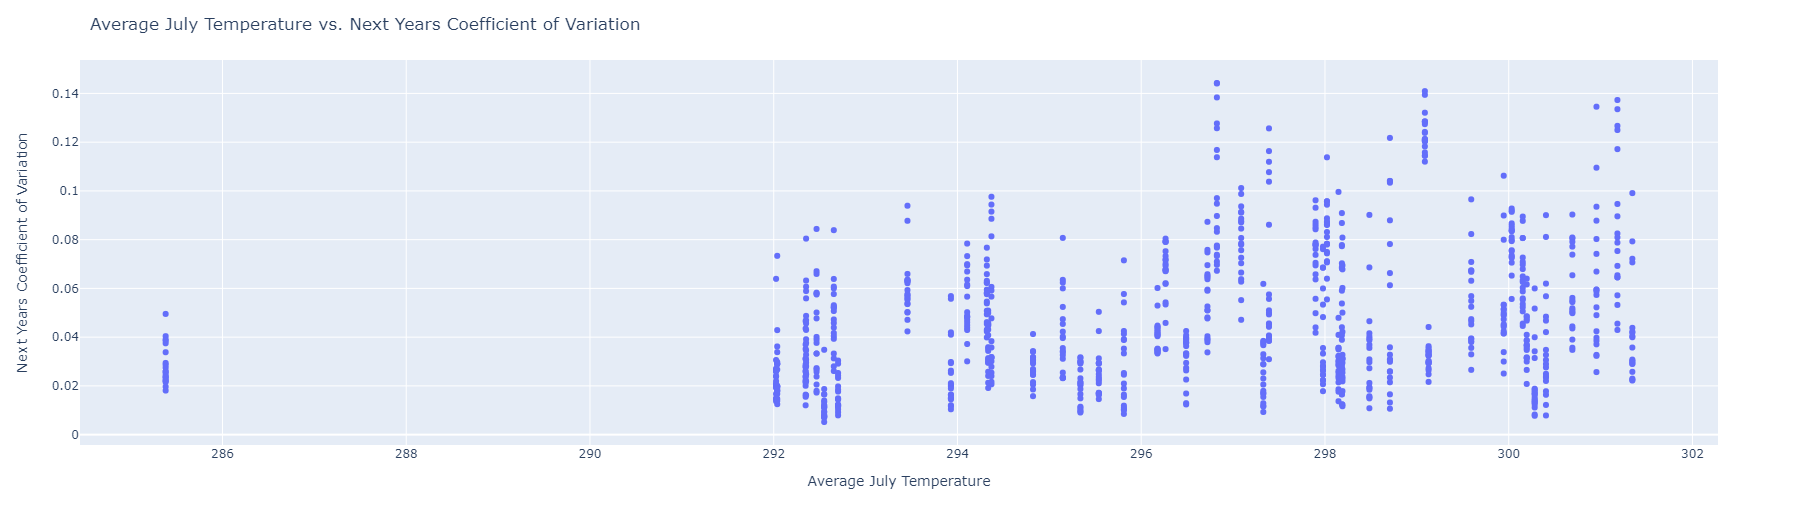 Average July Temperature vs. Next Years Coefficient of Variation
Next Years Coefficient of Variation
0.14
0.12
0.1
0.08
0.06
0.04
0.02
0
286 288 290 292 294 296 298 300 302
Average July Temperature